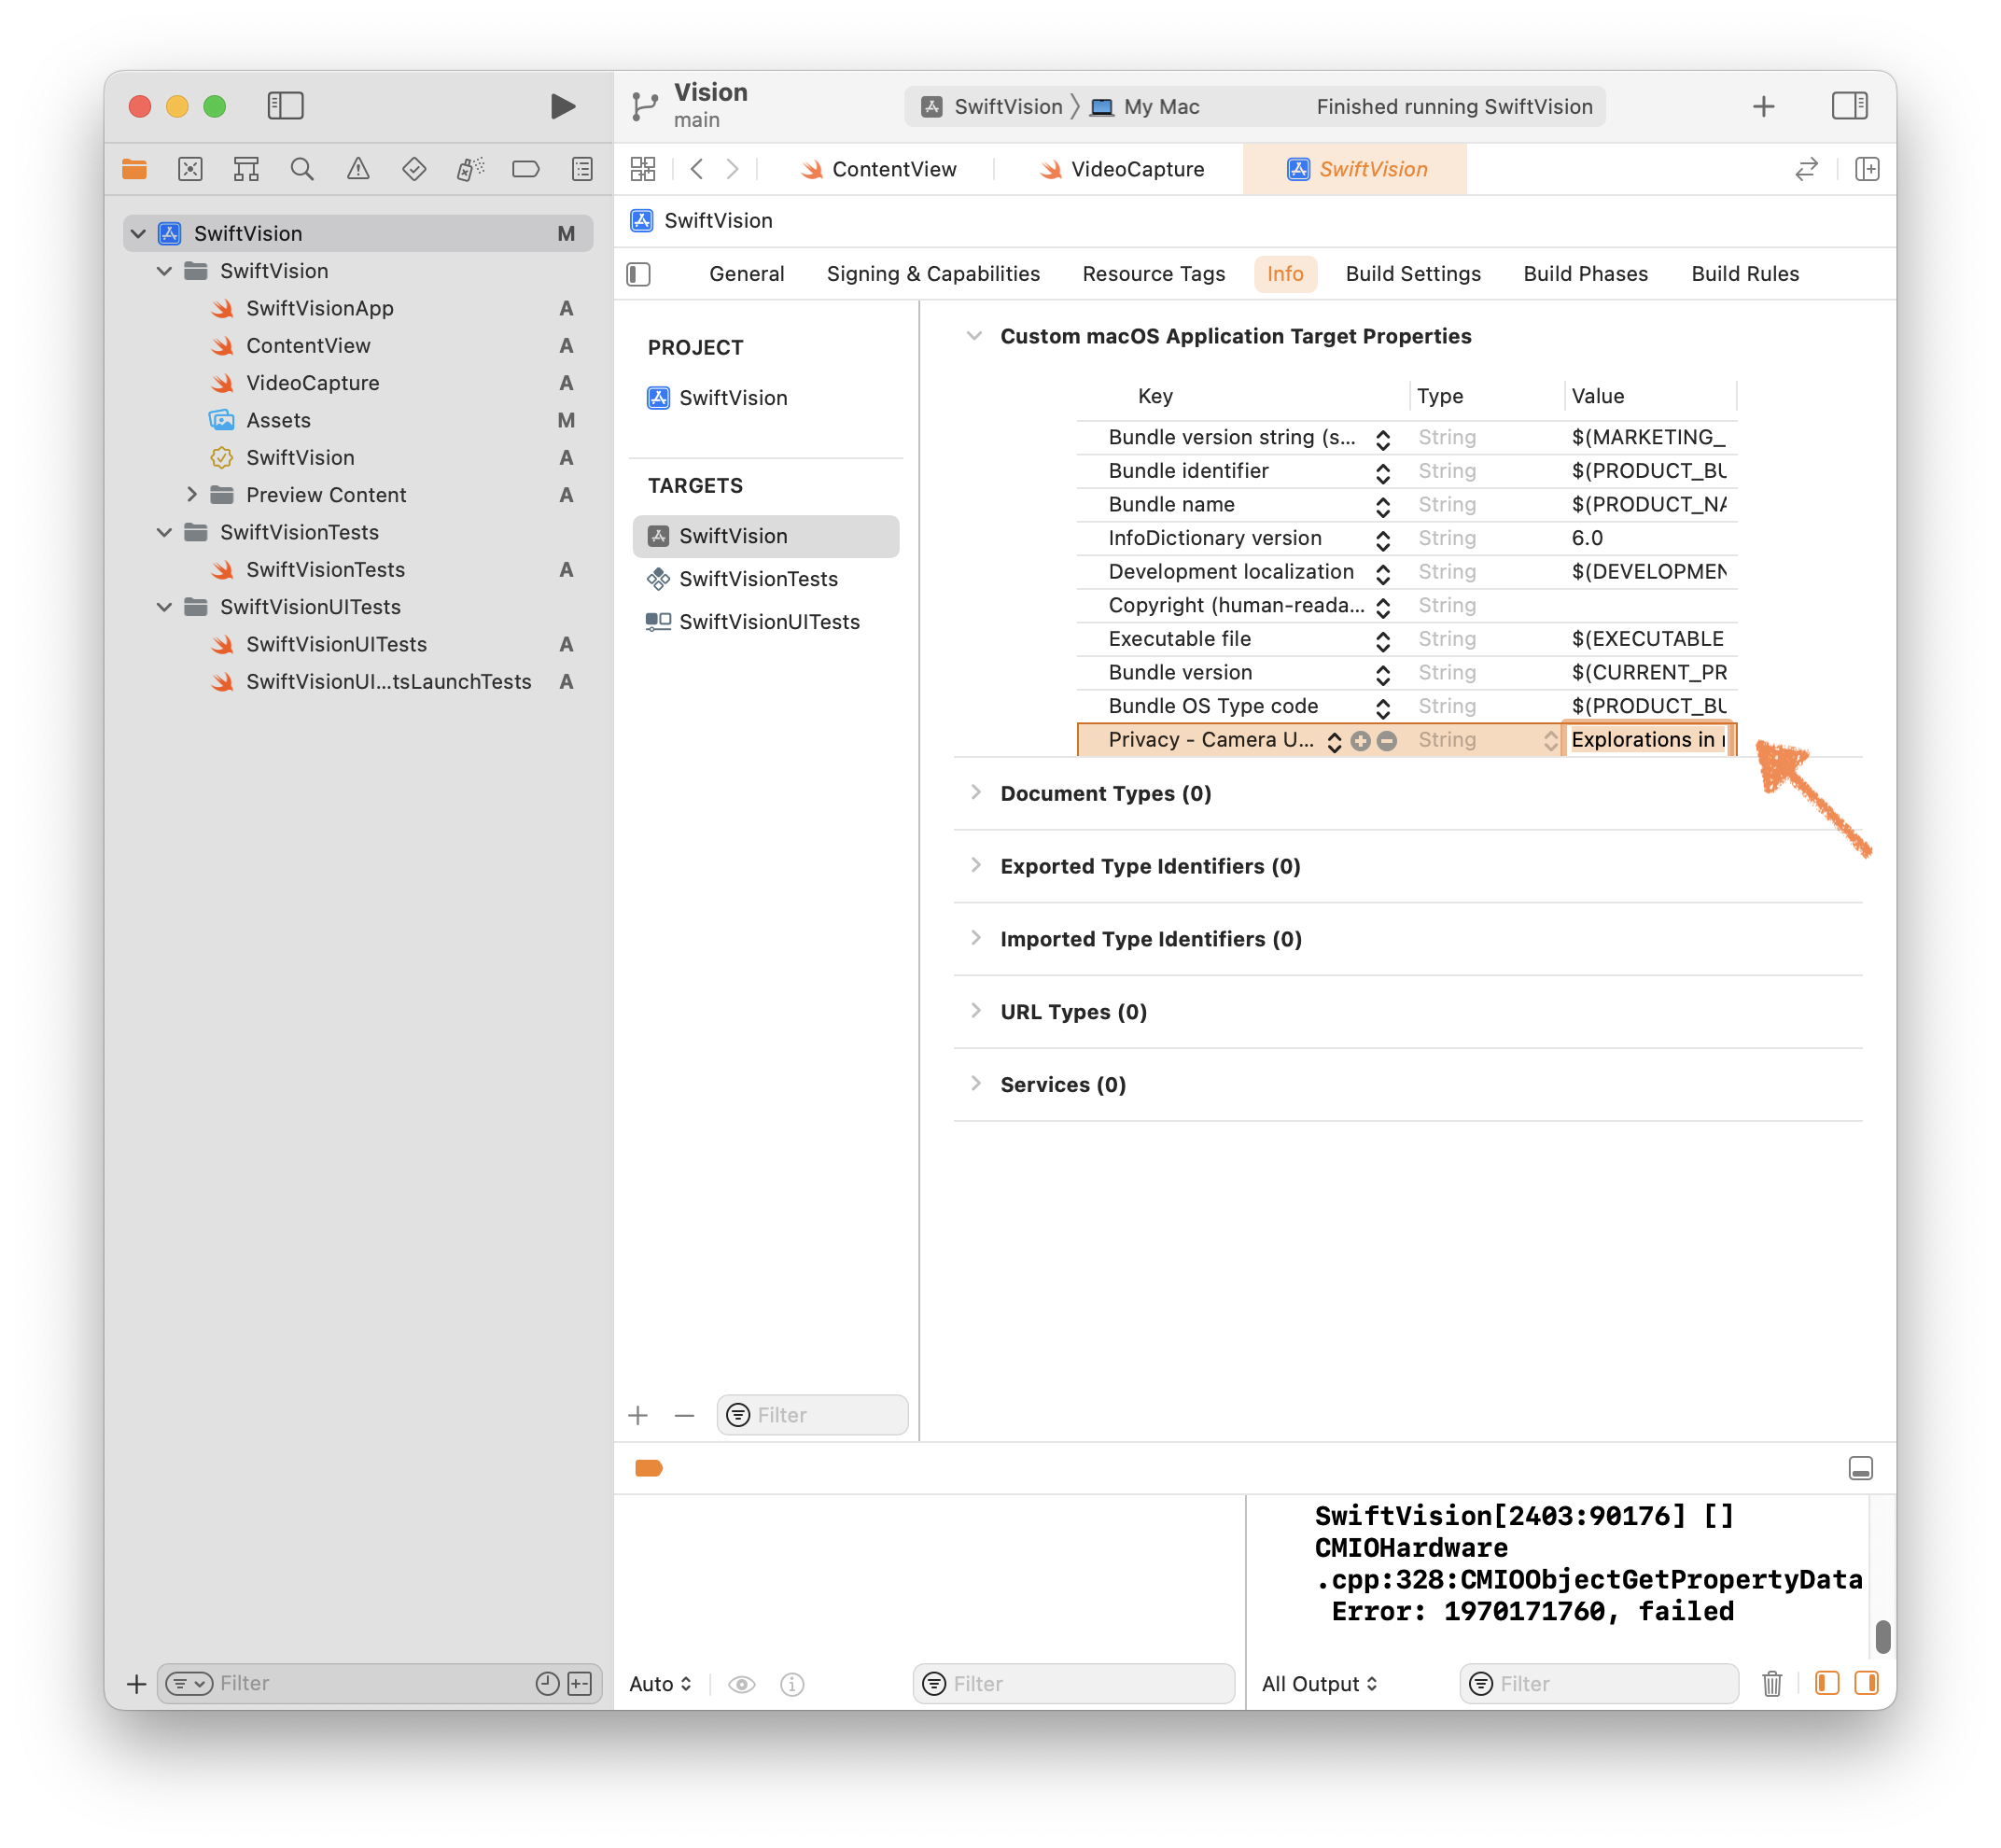 Vision
main
SwiftVision
My Mac
Finished running SwiftVision
ContentView
VideoCapture
SwiftVision
SwiftVision
General
Signing & Capabilities
Resource Tags
Info
Build Settings
Build Phases
Build Rules
SwiftVision M
SwiftVision
SwiftVisionApp A
ContentView A
VideoCapture A
Assets M
SwiftVision A
Preview Content A
SwiftVisionTests
SwiftVisionTests A
SwiftVisionUITests
SwiftVisionUITests A
SwiftVisionUI...tsLaunchTests A
Filter
PROJECT
SwiftVision
TARGETS
SwiftVision
SwiftVisionTests
SwiftVisionUITests
Filter
Custom macOS Application Target Properties
Key Type Value
Bundle version string (s... String $(MARKETING_
Bundle identifier String $(PRODUCT_BU
Bundle name String $(PRODUCT_NA
InfoDictionary version String 6.0
Development localization String $(DEVELOPMEN
Copyright (human-reada... String
Executable file String $(EXECUTABLE
Bundle version String $(CURRENT_PR
Bundle OS Type code String $(PRODUCT_BU
Privacy - Camera U... String Explorations in
Document Types (0)
Exported Type Identifiers (0)
Imported Type Identifiers (0)
URL Types (0)
Services (0)
SwiftVision[2403:90176] []
CMIOHardware
.cpp:328:CMIOObjectGetPropertyData
Error: 1970171760, failed
Auto
Filter
All Output
Filter